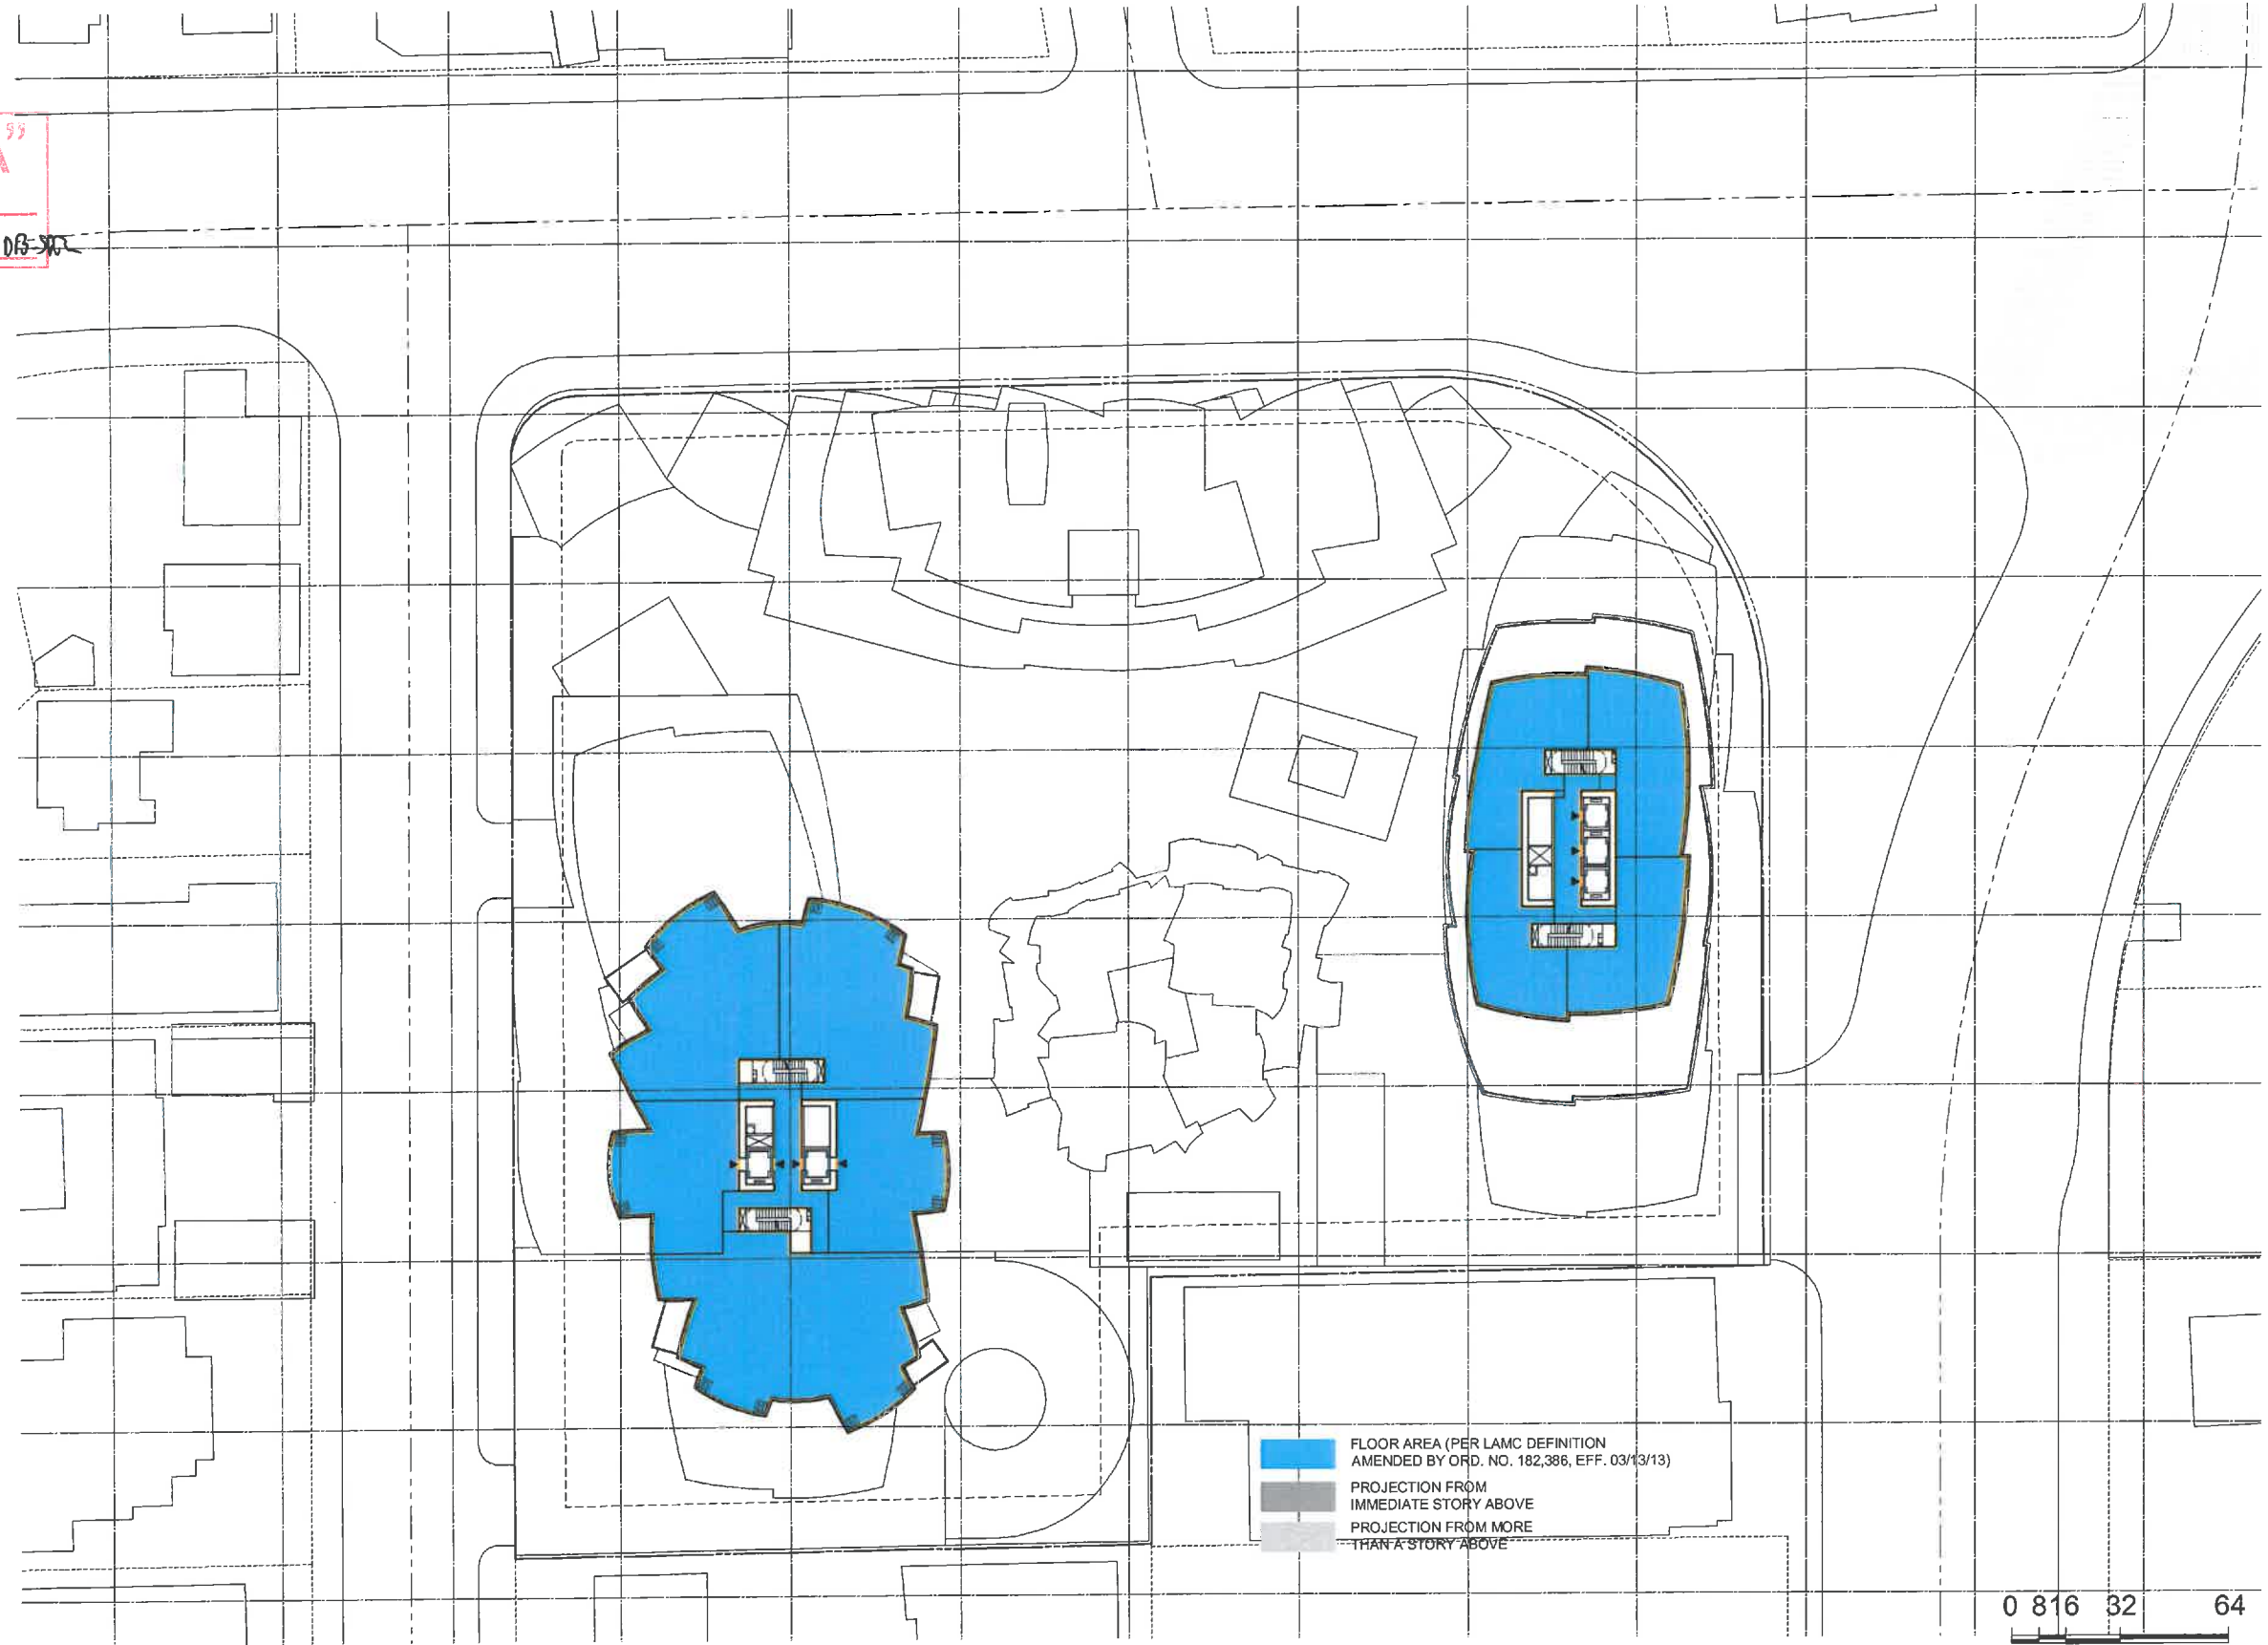 FLOOR AREA (PER LAMC DEFINITION
AMENDED BY ORD. NO. 182,386, EFF. 03/13/13)
PROJECTION FROM
IMMEDIATE STORY ABOVE
PROJECTION FROM MORE
THAN A STORY ABOVE
0 8 16 32 64